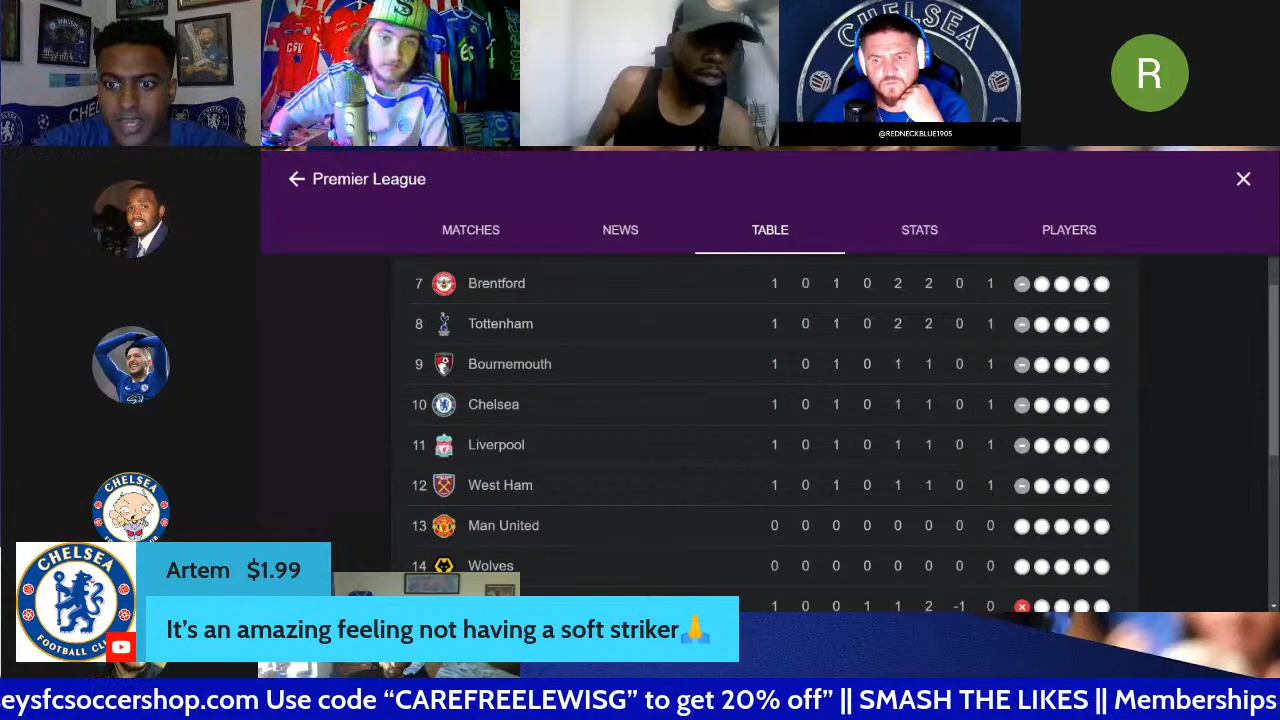 CHELSEA
@REDNECKBLUE1905
R
Premier League
MATCHES NEWS TABLE STATS PLAYERS
7 Brentford 1 0 1 0 2 2 0 1
8 Tottenham 1 0 1 0 2 2 0 1
9 Bournemouth 1 0 1 0 1 1 0 1
10 Chelsea 1 0 1 0 1 1 0 1
11 Liverpool 1 0 1 0 1 1 0 1
12 West Ham 1 0 1 0 1 1 0 1
13 Man United 0 0 0 0 0 0 0 0
14 Wolves 0 0 0 0 0 0 0 0
1 0 0 1 1 2 -1 0
CHELSEA
CHELSEA
FOOTBALL CLU
Artem $1.99
It’s an amazing feeling not having a soft striker🙏
eysfcsoccershop.com Use code “CAREFREELEWISG” to get 20% off” || SMASH THE LIKES || Memberships